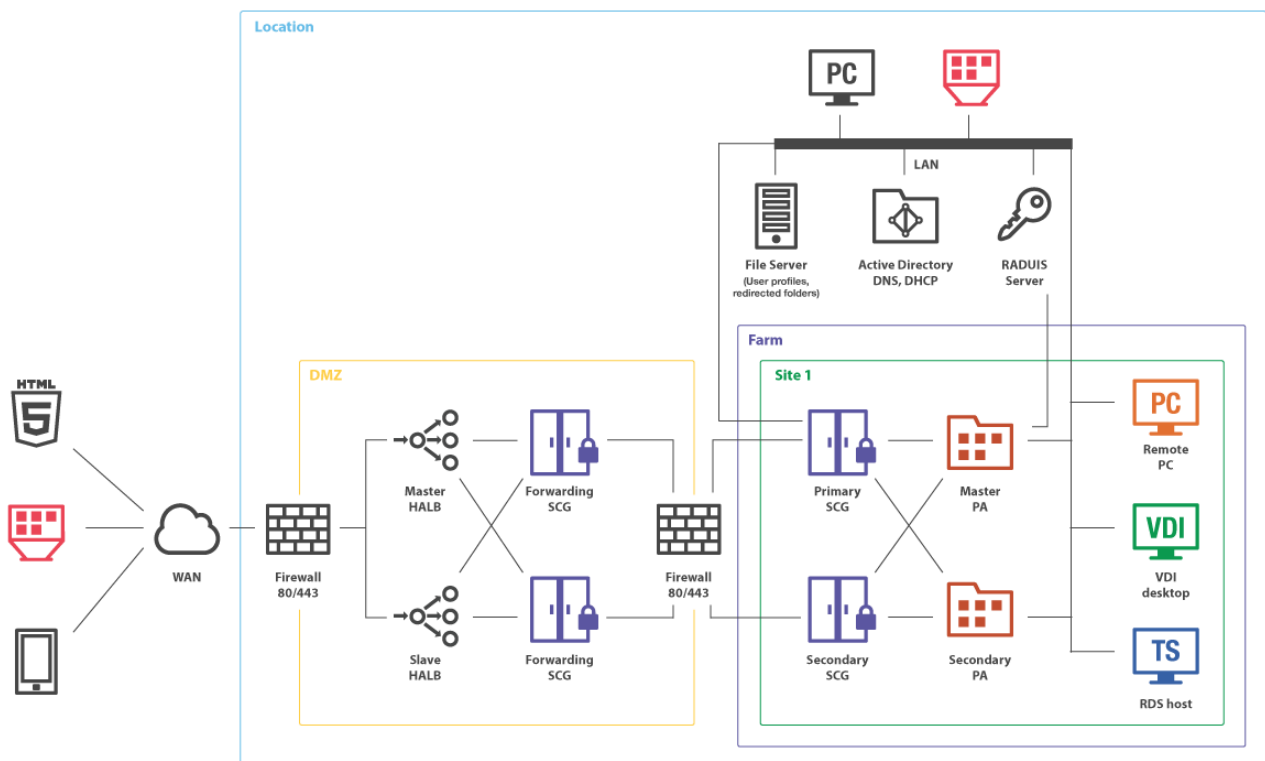 Location
PC
LAN
File Server
(User profiles,
redirected folders)
Active Directory
DNS, DHCP
RADUIS
Server
Farm
DMZ
Site 1
HTML
5
PC
Remote
PC
Master
HALB
Forwarding
SCG
Primary
SCG
Master
PA
WAN
Firewall
80/443
Firewall
80/443
VDI
VDI
desktop
Slave
HALB
Forwarding
SCG
Secondary
SCG
Secondary
PA
TS
RDS host